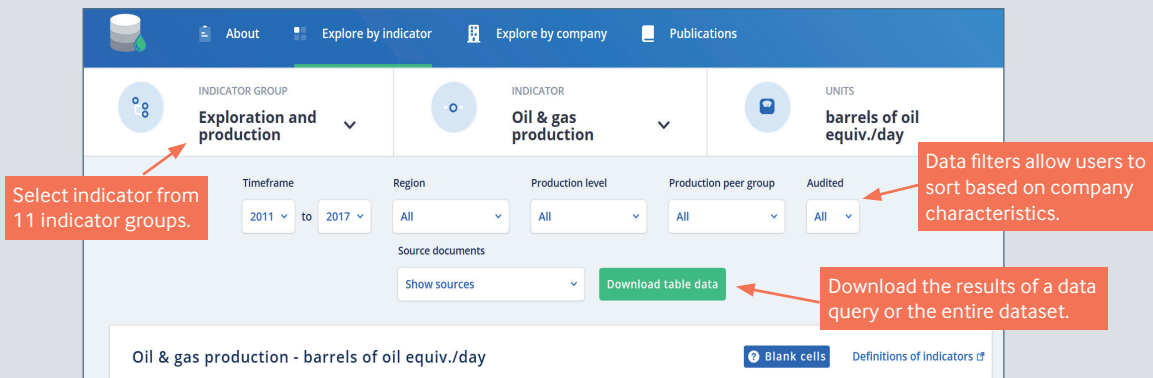 About
Explore by indicator
Explore by company
Publications
INDICATOR GROUP
Exploration and
production
INDICATOR
Oil & gas
production
UNITS
barrels of oil
equiv./day
Select indicator from
11 indicator groups.
Data filters allow users to
sort based on company
characteristics.
Timeframe
2011 to 2017
Region
All
Production level
All
Production peer group
All
Audited
All
Source documents
Show sources
Download table data
Download the results of a data
query or the entire dataset.
Oil & gas production - barrels of oil equiv./day
? Blank cells
Definitions of indicators